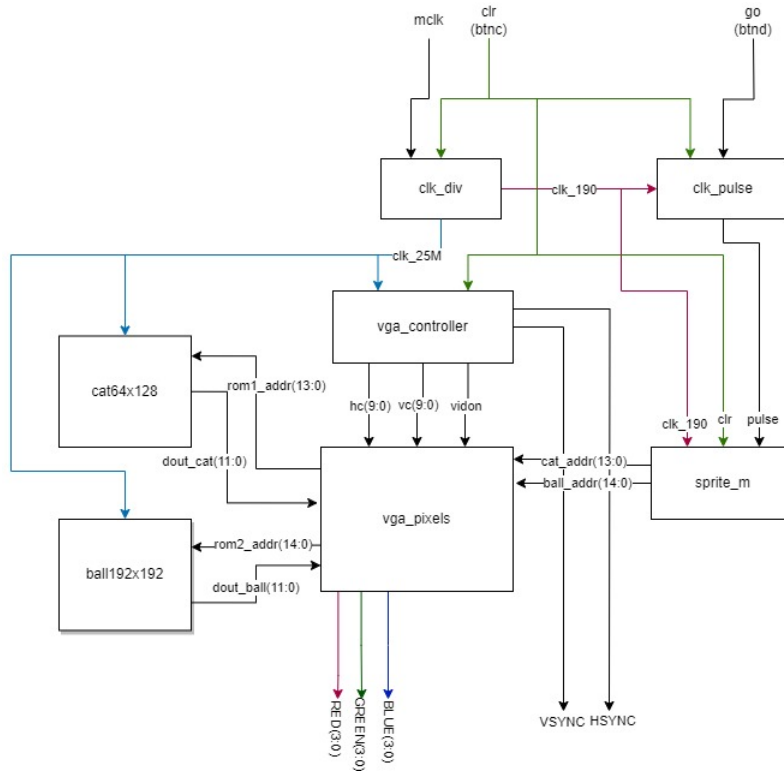 mclk
clr
(btnc)
go
(btnd)
clk_div
clk_190
clk_pulse
clk_25M
vga_controller
cat64x128
rom1_addr(13:0)
hc(9:0)
vc(9:0)
vidon
clk_190
clr
pulse
dout_cat(11:0)
cat_addr(13:0)
ball_addr(14:0)
sprite_m
vga_pixels
rom2_addr(14:0)
ball192x192
dout_ball(11:0)
RED(3:0)
GREEN(3:0)
BLUE(3:0)
VSYNC
HSYNC